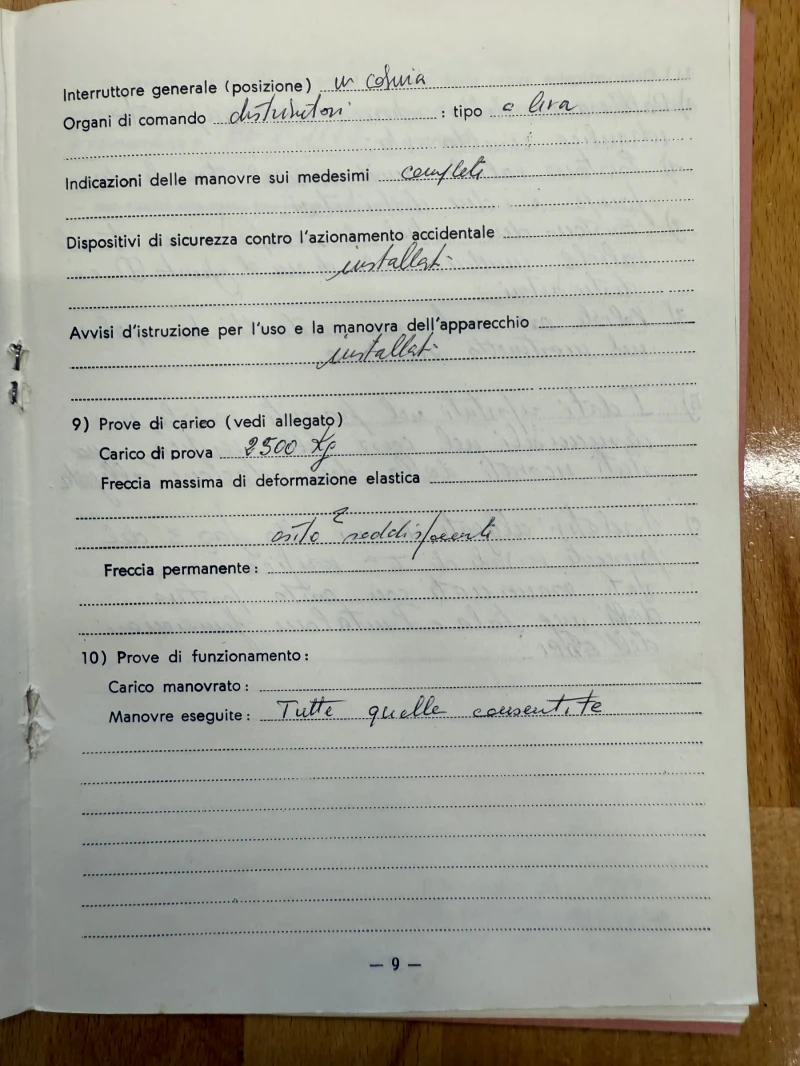 Interruttore generale (posizione) in cabina
Organi di comando distributori : tipo a leva
Indicazioni delle manovre sui medesimi completi
Dispositivi di sicurezza contro l'azionamento accidentale
installati
Avvisi d'istruzione per l'uso e la manovra dell'apparecchio
installati
9) Prove di carico (vedi allegato)
Carico di prova 2500 Kg
Freccia massima di deformazione elastica
esito
Freccia permanente:
10) Prove di funzionamento:
Carico manovrato:
Manovre eseguite: Tutte quelle consentite
— 9 —